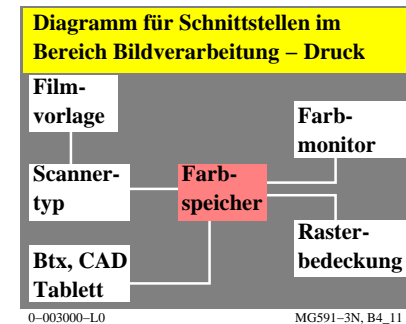 Diagramm für Schnittstellen im
Bereich Bildverarbeitung – Druck
Film-
vorlage
Farb-
monitor
Scanner-
typ
Farb-
speicher
Raster-
bedeckung
Btx, CAD
Tablett
0–003000–L0
MG591–3N, B4_11